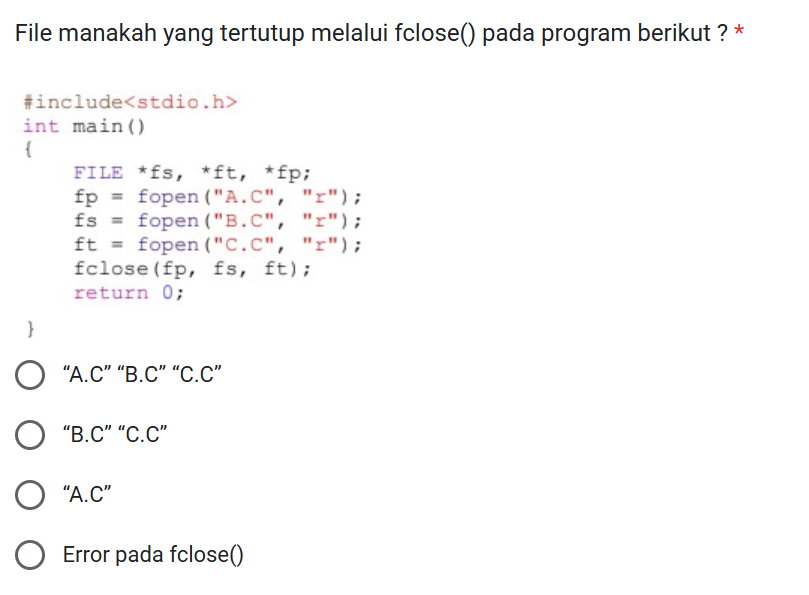 File manakah yang tertutup melalui fclose() pada program berikut ? *
#include<stdio.h>
int main()
{
FILE *fs, *ft, *fp;
fp = fopen("A.C", "r");
fs = fopen("B.C", "r");
ft = fopen("C.C", "r");
fclose(fp, fs, ft);
return 0;
}
“A.C” “B.C” “C.C”
“B.C” “C.C”
“A.C”
Error pada fclose()